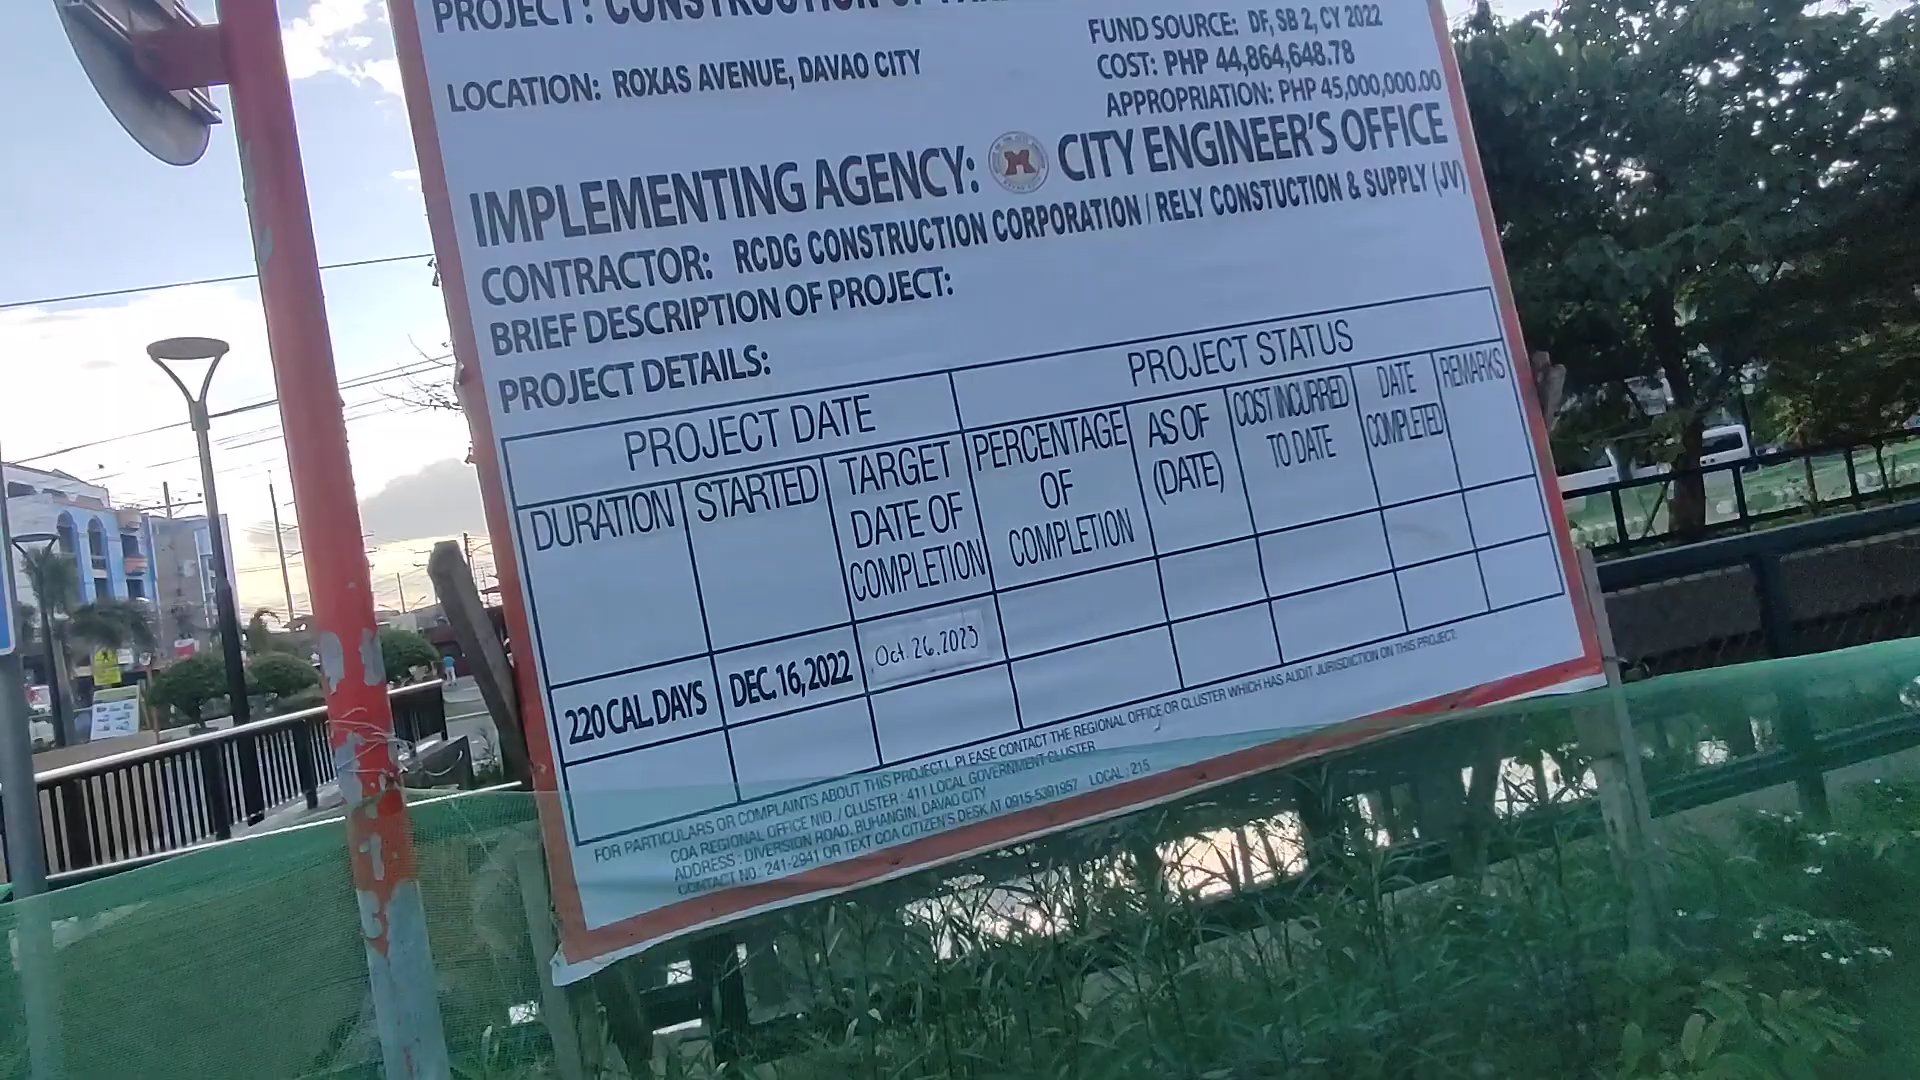 PROJECT: CONSTRUCTION OF
FUND SOURCE: DF, SB 2, CY 2022
LOCATION: ROXAS AVENUE, DAVAO CITY
COST: PHP 44,864,648.78
APPROPRIATION: PHP 45,000,000.00
IMPLEMENTING AGENCY: CITY ENGINEER'S OFFICE
CONTRACTOR: RCDG CONSTRUCTION CORPORATION / RELY CONSTUCTION & SUPPLY (JV)
BRIEF DESCRIPTION OF PROJECT:
PROJECT DETAILS:
PROJECT DATE
PROJECT STATUS
DURATION
STARTED
TARGET
DATE OF
COMPLETION
PERCENTAGE
OF
COMPLETION
AS OF
(DATE)
COST INCURRED
TO DATE
DATE
COMPLETED
REMARKS
220 CAL. DAYS
DEC. 16, 2022
Oct. 26, 2023
FOR PARTICULARS OR COMPLAINTS ABOUT THIS PROJECT, PLEASE CONTACT THE REGIONAL OFFICE OR CLUSTER WHICH HAS AUDIT JURISDICTION ON THIS PROJECT.
COA REGIONAL OFFICE NO. / CLUSTER : 411 LOCAL GOVERNMENT CLUSTER
ADDRESS : DIVERSION ROAD, BUHANGIN, DAVAO CITY
CONTACT NO.: 241-2941 OR TEXT COA CITIZEN'S DESK AT 0915-5391957 LOCAL : 215